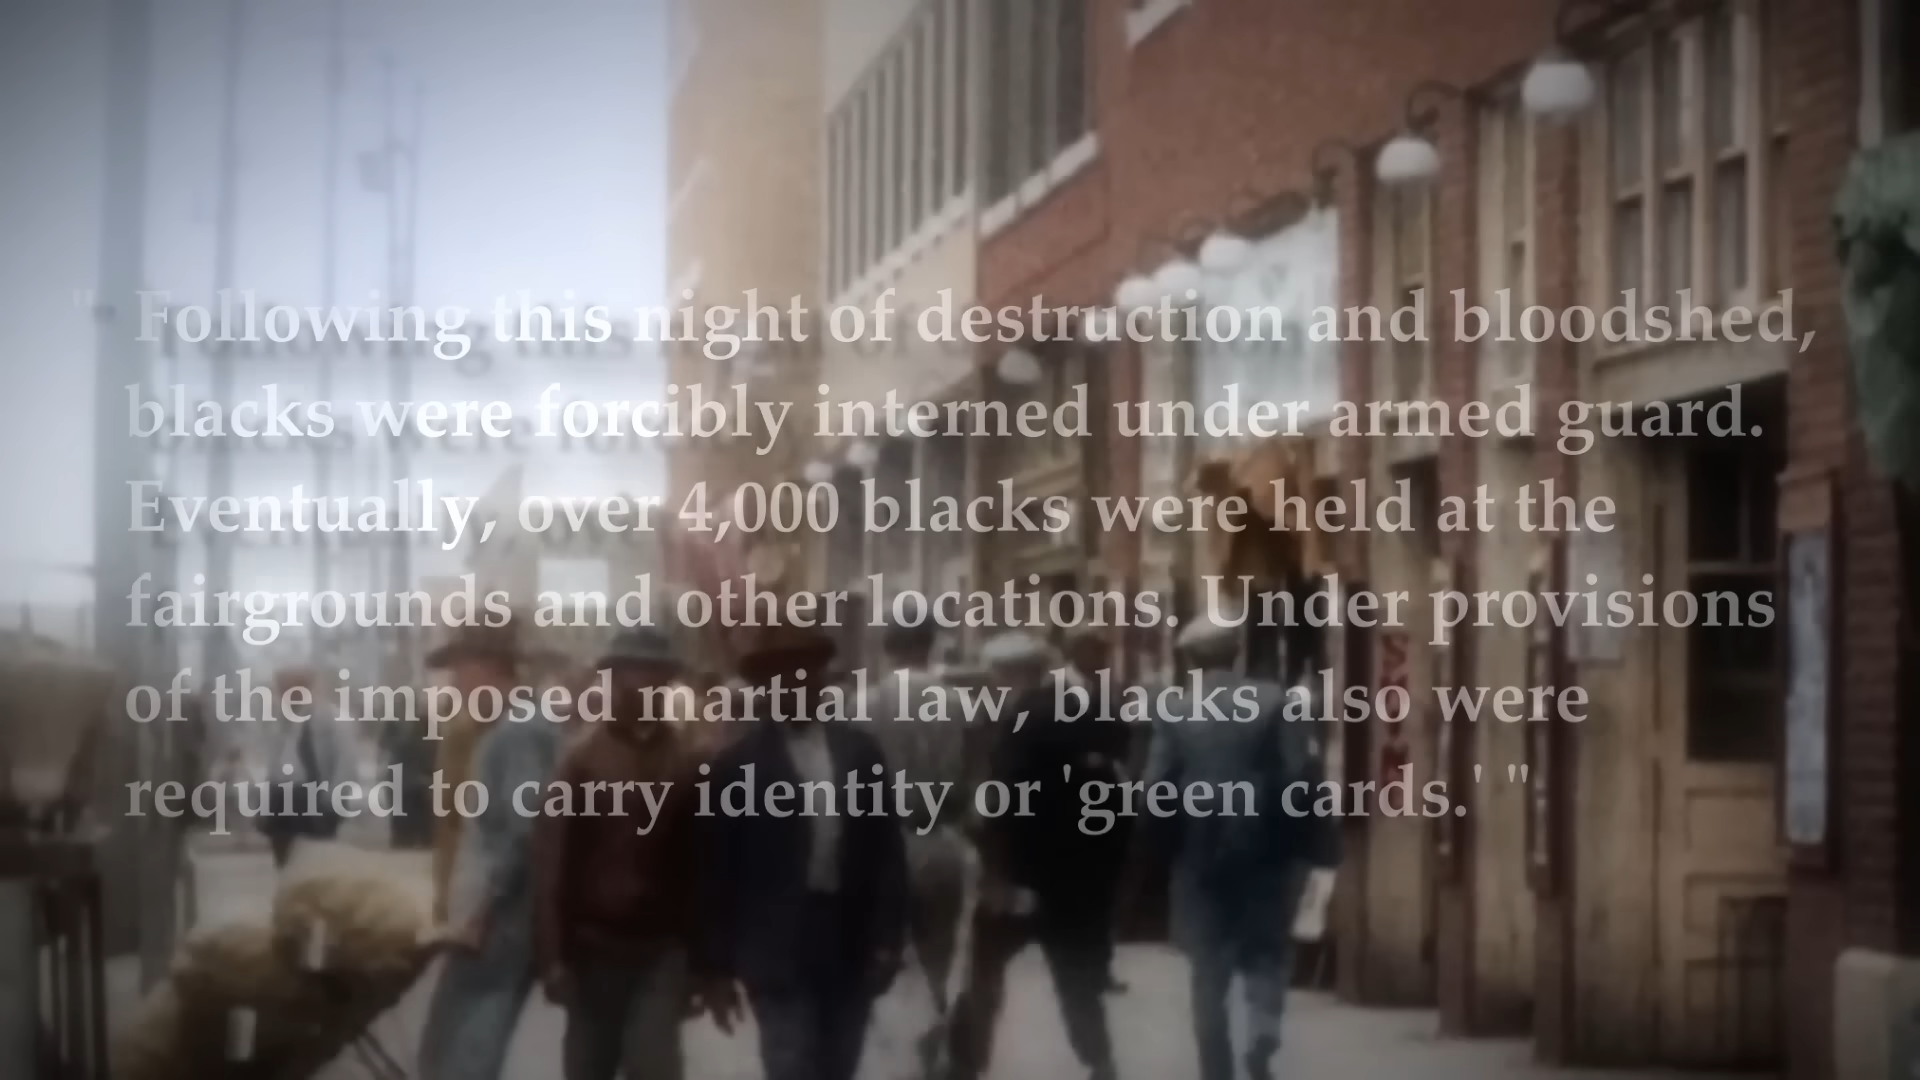 " Following this night of destruction and bloodshed,
blacks were forcibly interned under armed guard.
Eventually, over 4,000 blacks were held at the
fairgrounds and other locations. Under provisions
of the imposed martial law, blacks also were
required to carry identity or 'green cards.' "